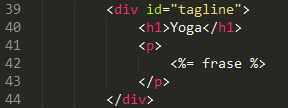 39 <div id="tagline">
40 <h1>Yoga</h1>
41 <p>
42 <%= frase %>
43 </p>
44 </div>